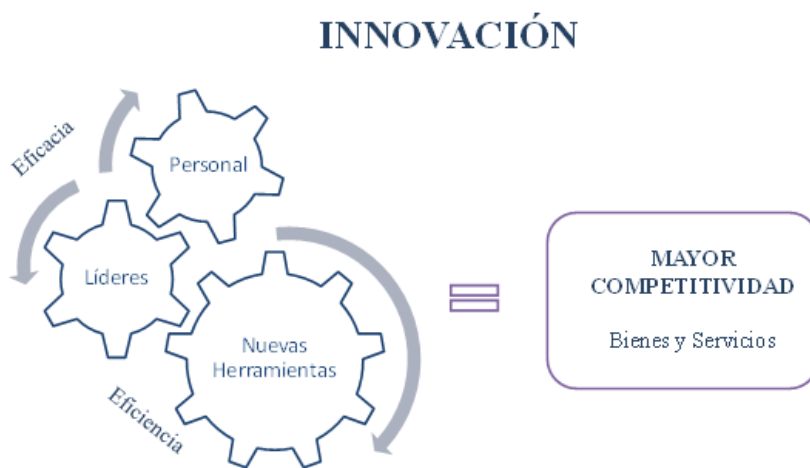 INNOVACIÓN
Eficacia
Personal
Líderes
Nuevas
Herramientas
Eficiencia
MAYOR
COMPETITIVIDAD
Bienes y Servicios